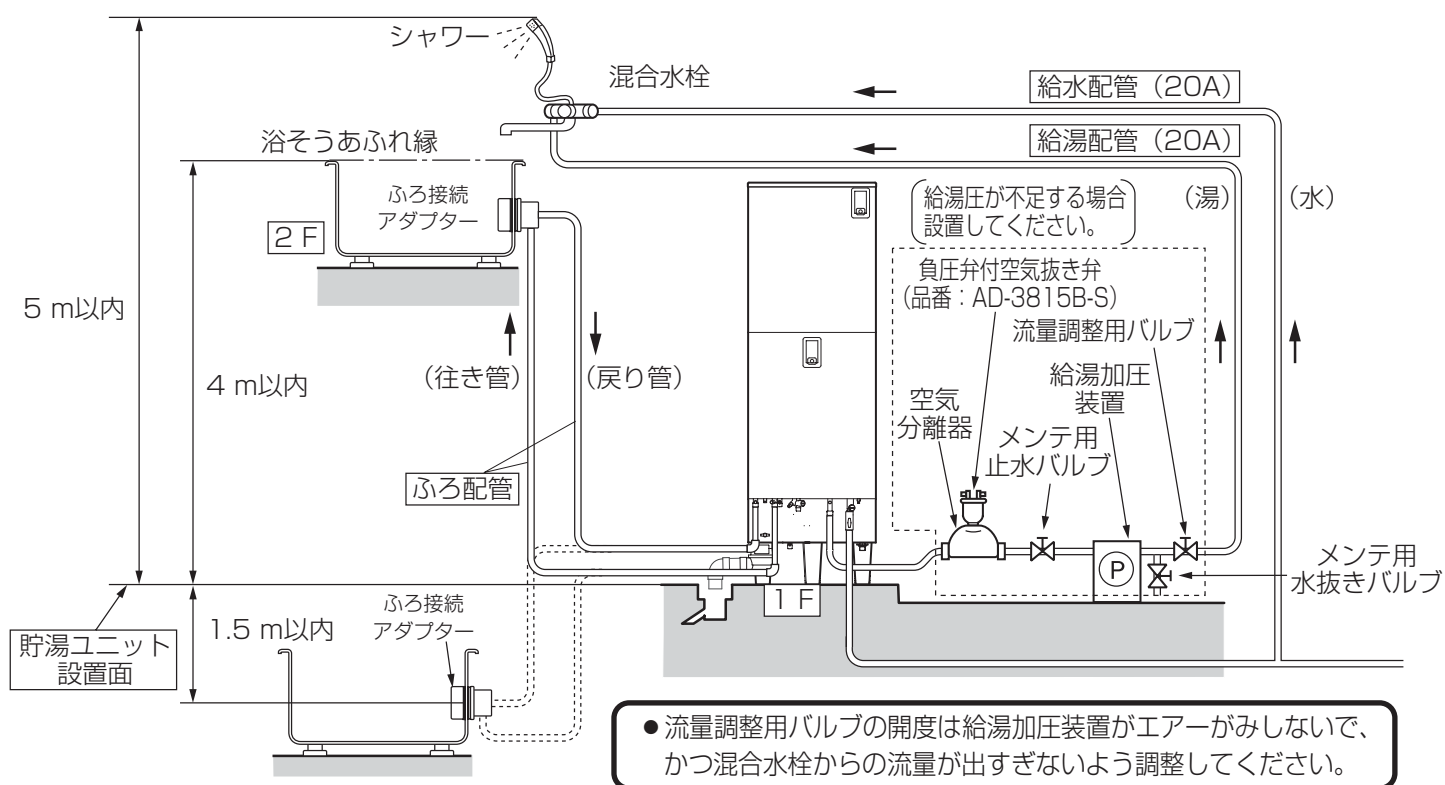 シャワー
混合水栓
給水配管（20A）
給湯配管（20A）
浴そうあふれ縁
ふろ接続
アダプター
2 F
給湯圧が不足する場合
設置してください。
（湯）
（水）
負圧弁付空気抜き弁
（品番：AD-3815B-S）
流量調整用バルブ
5 m以内
4 m以内
（往き管）
（戻り管）
給湯加圧
装置
空気
分離器
メンテ用
止水バルブ
ふろ配管
P
メンテ用
水抜きバルブ
1 F
貯湯ユニット
設置面
1.5 m以内
ふろ接続
アダプター
●流量調整用バルブの開度は給湯加圧装置がエアーがみしないで、
かつ混合水栓からの流量が出すぎないよう調整してください。